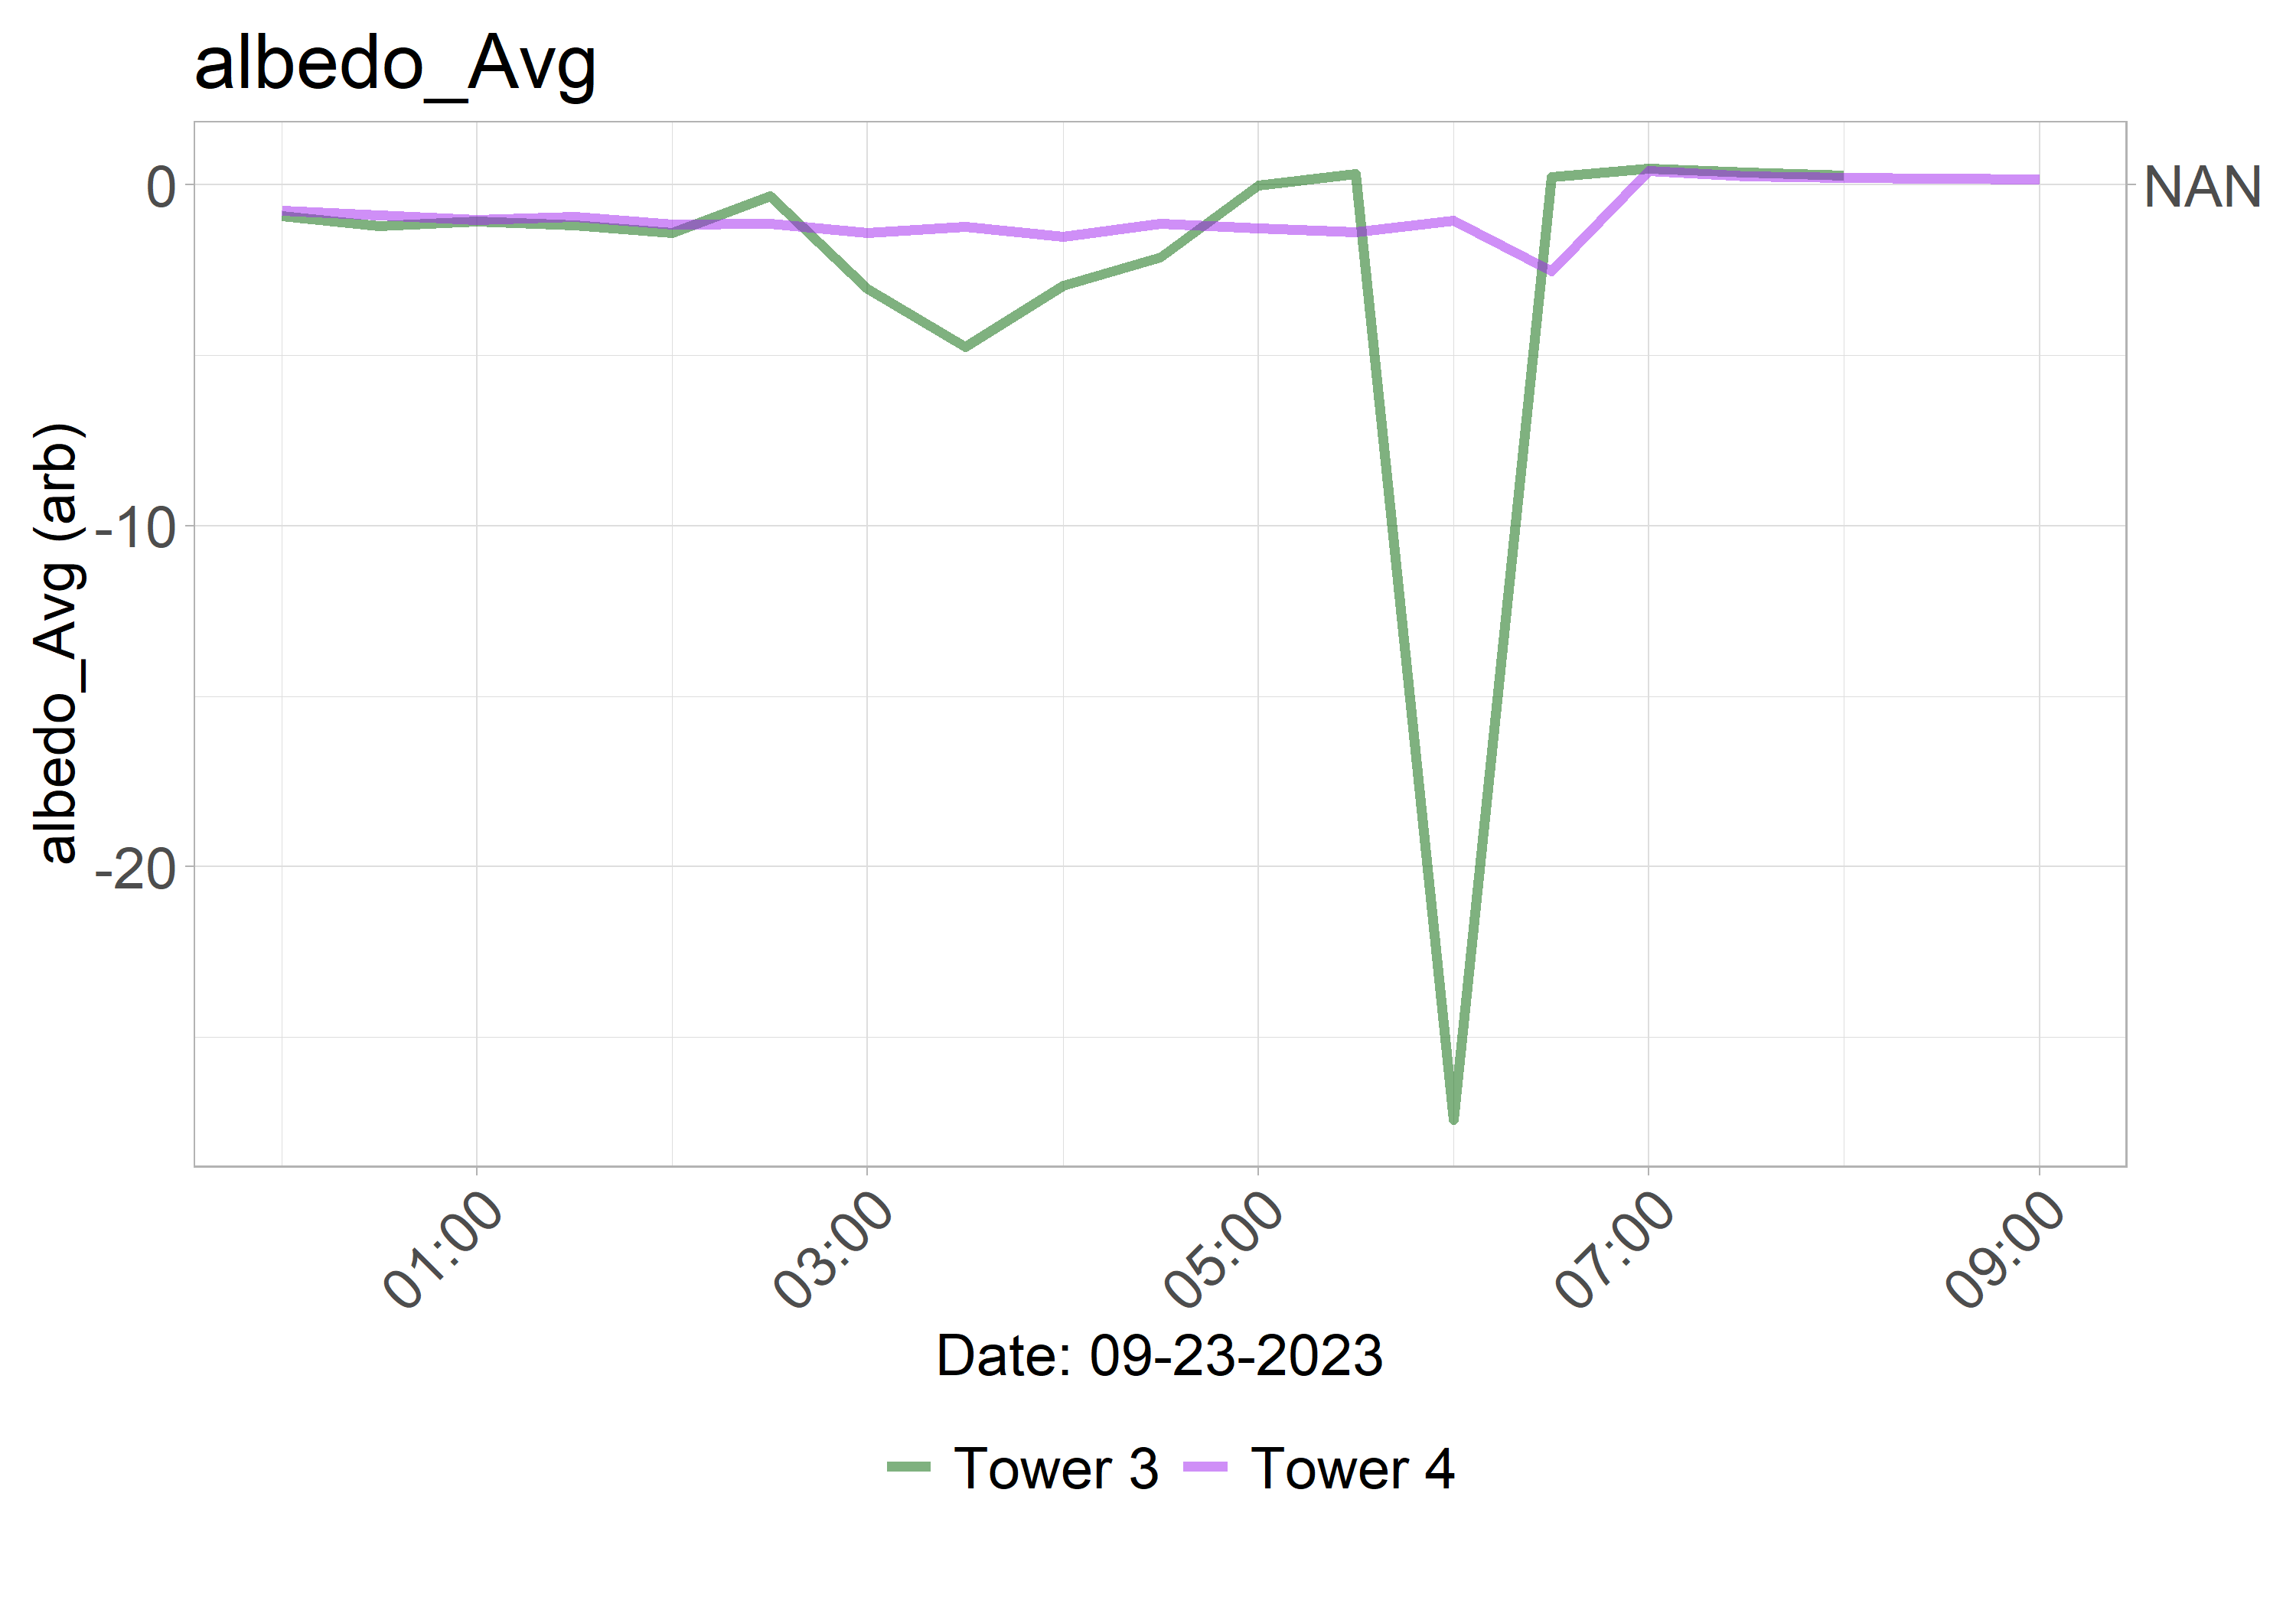 albedo_Avg
albedo_Avg (arb)
0
-10
-20
NAN
01:00
03:00
05:00
07:00
09:00
Date: 09-23-2023
Tower 3
Tower 4